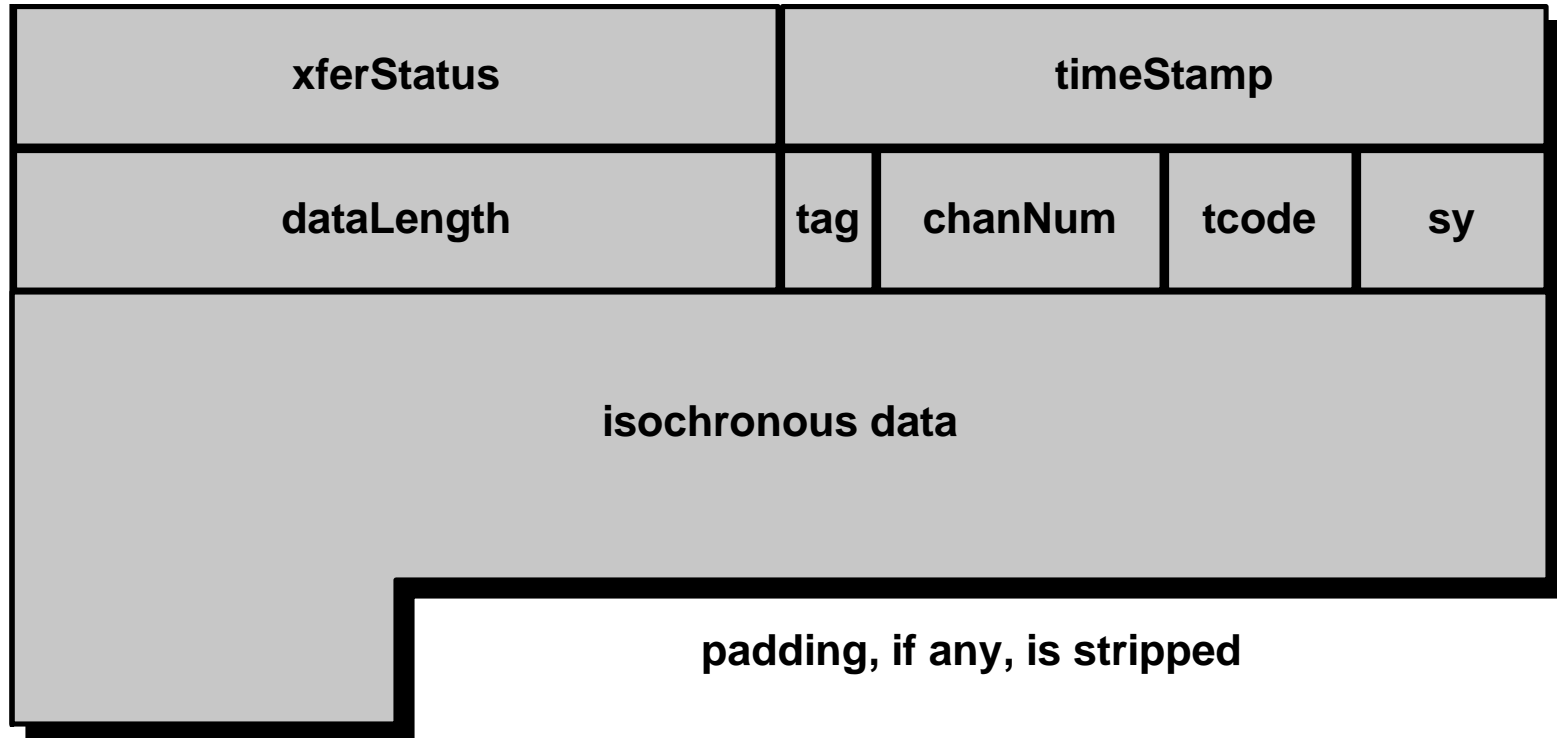 xferStatus timeStamp
dataLength tag chanNum tcode sy
isochronous data
padding, if any, is stripped